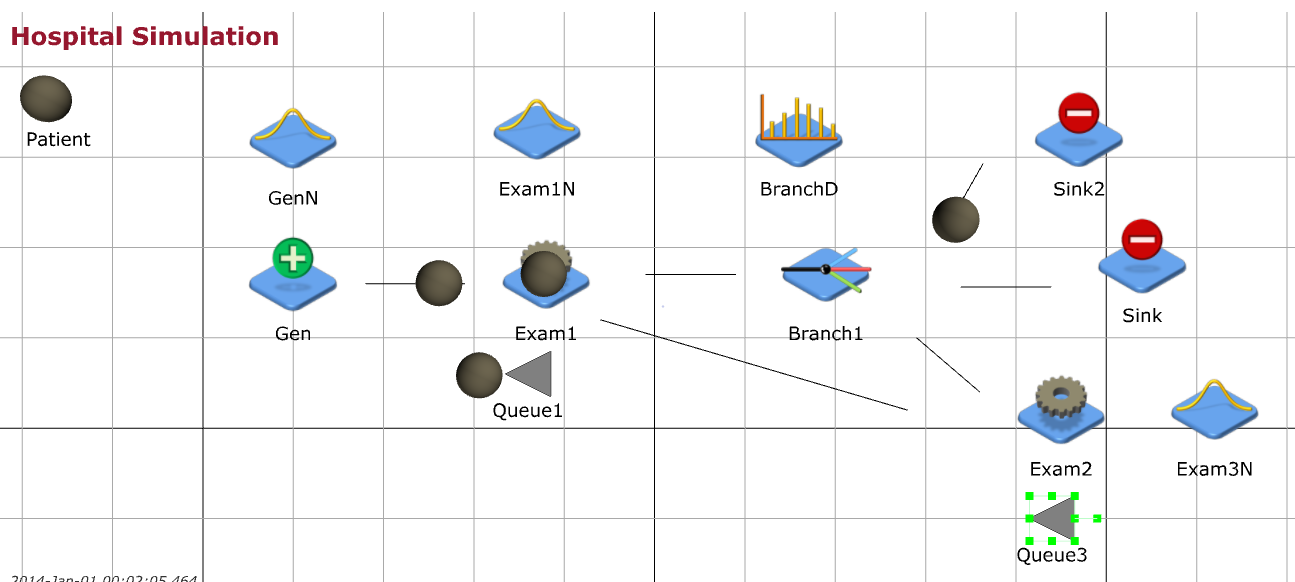 Hospital Simulation
Patient
GenN
Exam1N
BranchD
Sink2
Gen
Exam1
Branch1
Sink
Queue1
Exam2
Exam3N
Queue3
2014-Jan-01 00:02:05.464